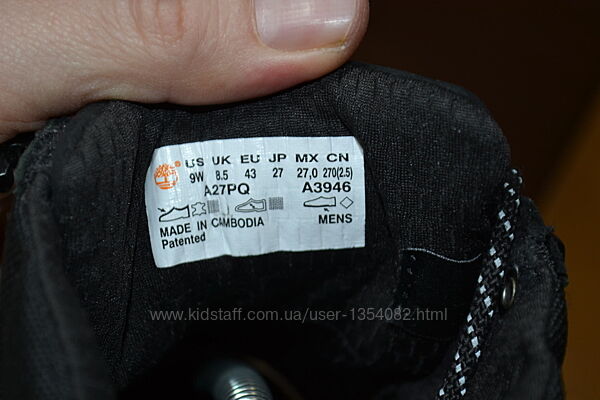 US UK EU JP MX CN
9W 8.5 43 27 27,0 270(2.5)
A27PQ A3946
MENS
MADE IN CAMBODIA
Patented
www.kidstaff.com.ua/user-1354082.html